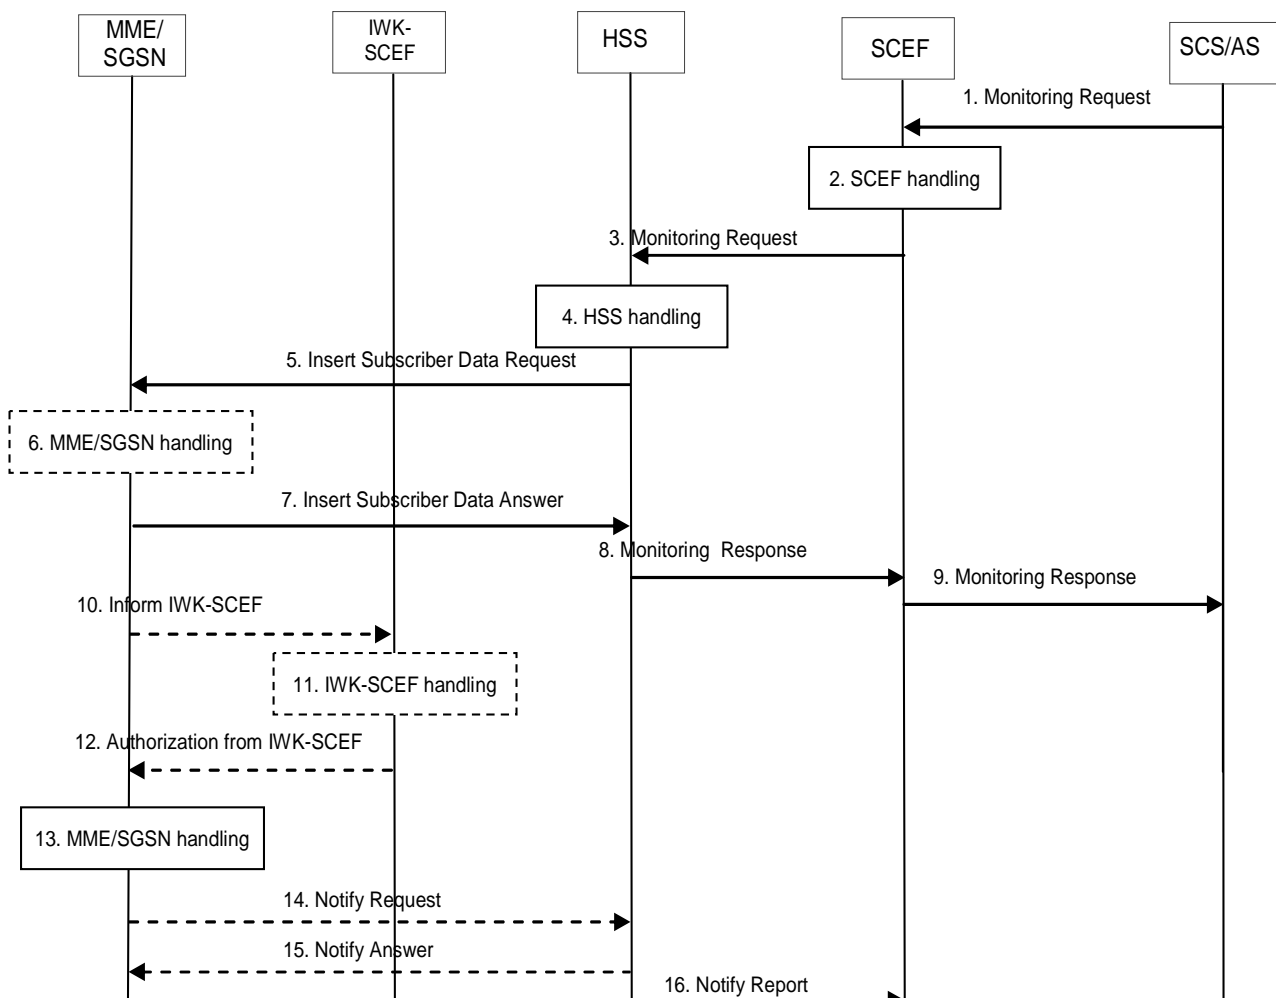 MME/
SGSN
IWK-
SCEF
HSS
SCEF
SCS/AS
1. Monitoring Request
2. SCEF handling
3. Monitoring Request
4. HSS handling
5. Insert Subscriber Data Request
6. MME/SGSN handling
7. Insert Subscriber Data Answer
8. Monitoring Response
9. Monitoring Response
10. Inform IWK-SCEF
11. IWK-SCEF handling
12. Authorization from IWK-SCEF
13. MME/SGSN handling
14. Notify Request
15. Notify Answer
16. Notify Report